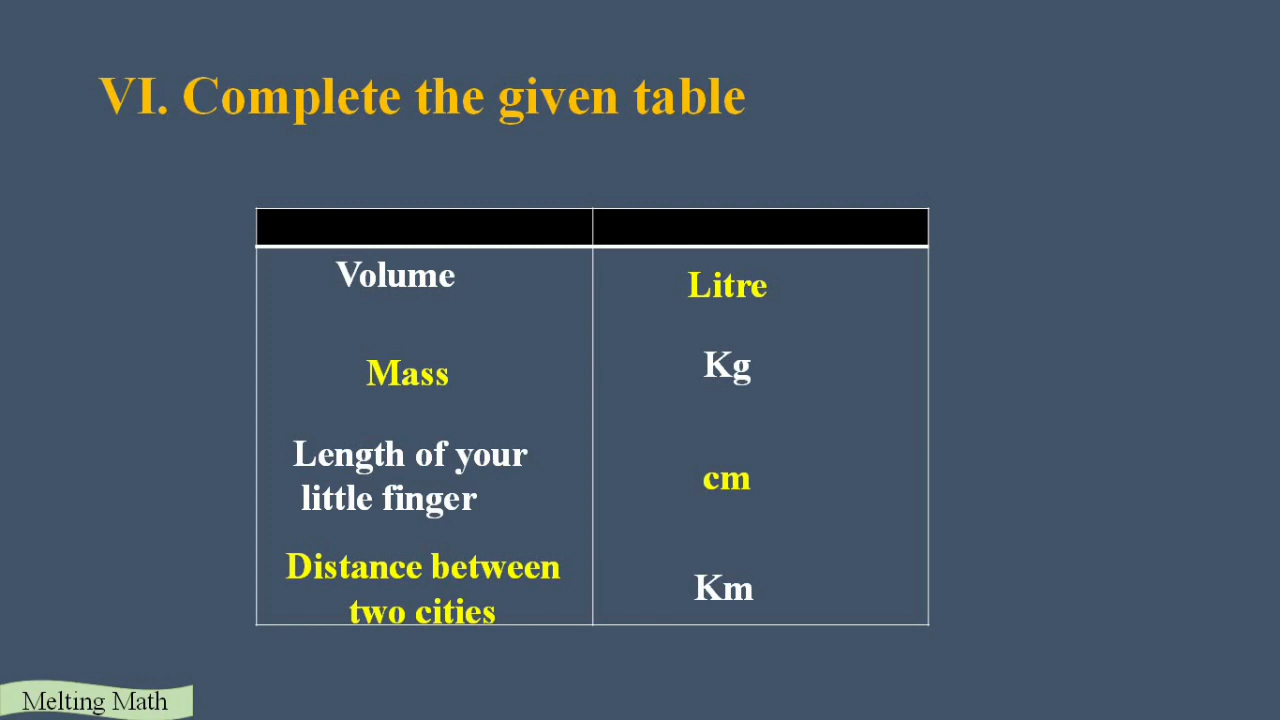 VI. Complete the given table
Volume
Litre
Mass
Kg
Length of your
little finger
cm
Distance between
two cities
Km
Melting Math